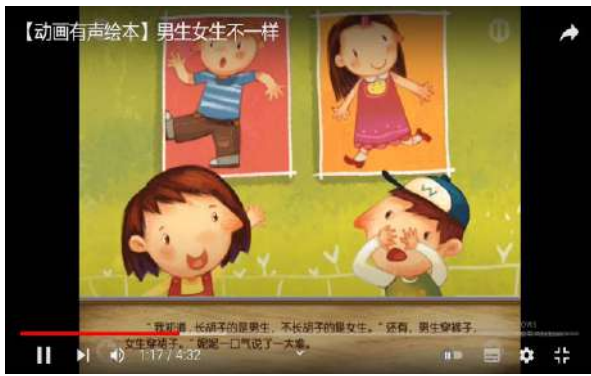 【动画有声绘本】男生女生不一样
W
"我知道，长胡子的是男生，不长胡子的是女生。"还有，男生穿裤子，
女生穿裙子。"妮妮一口气说了一大堆。
1:17 / 4:32